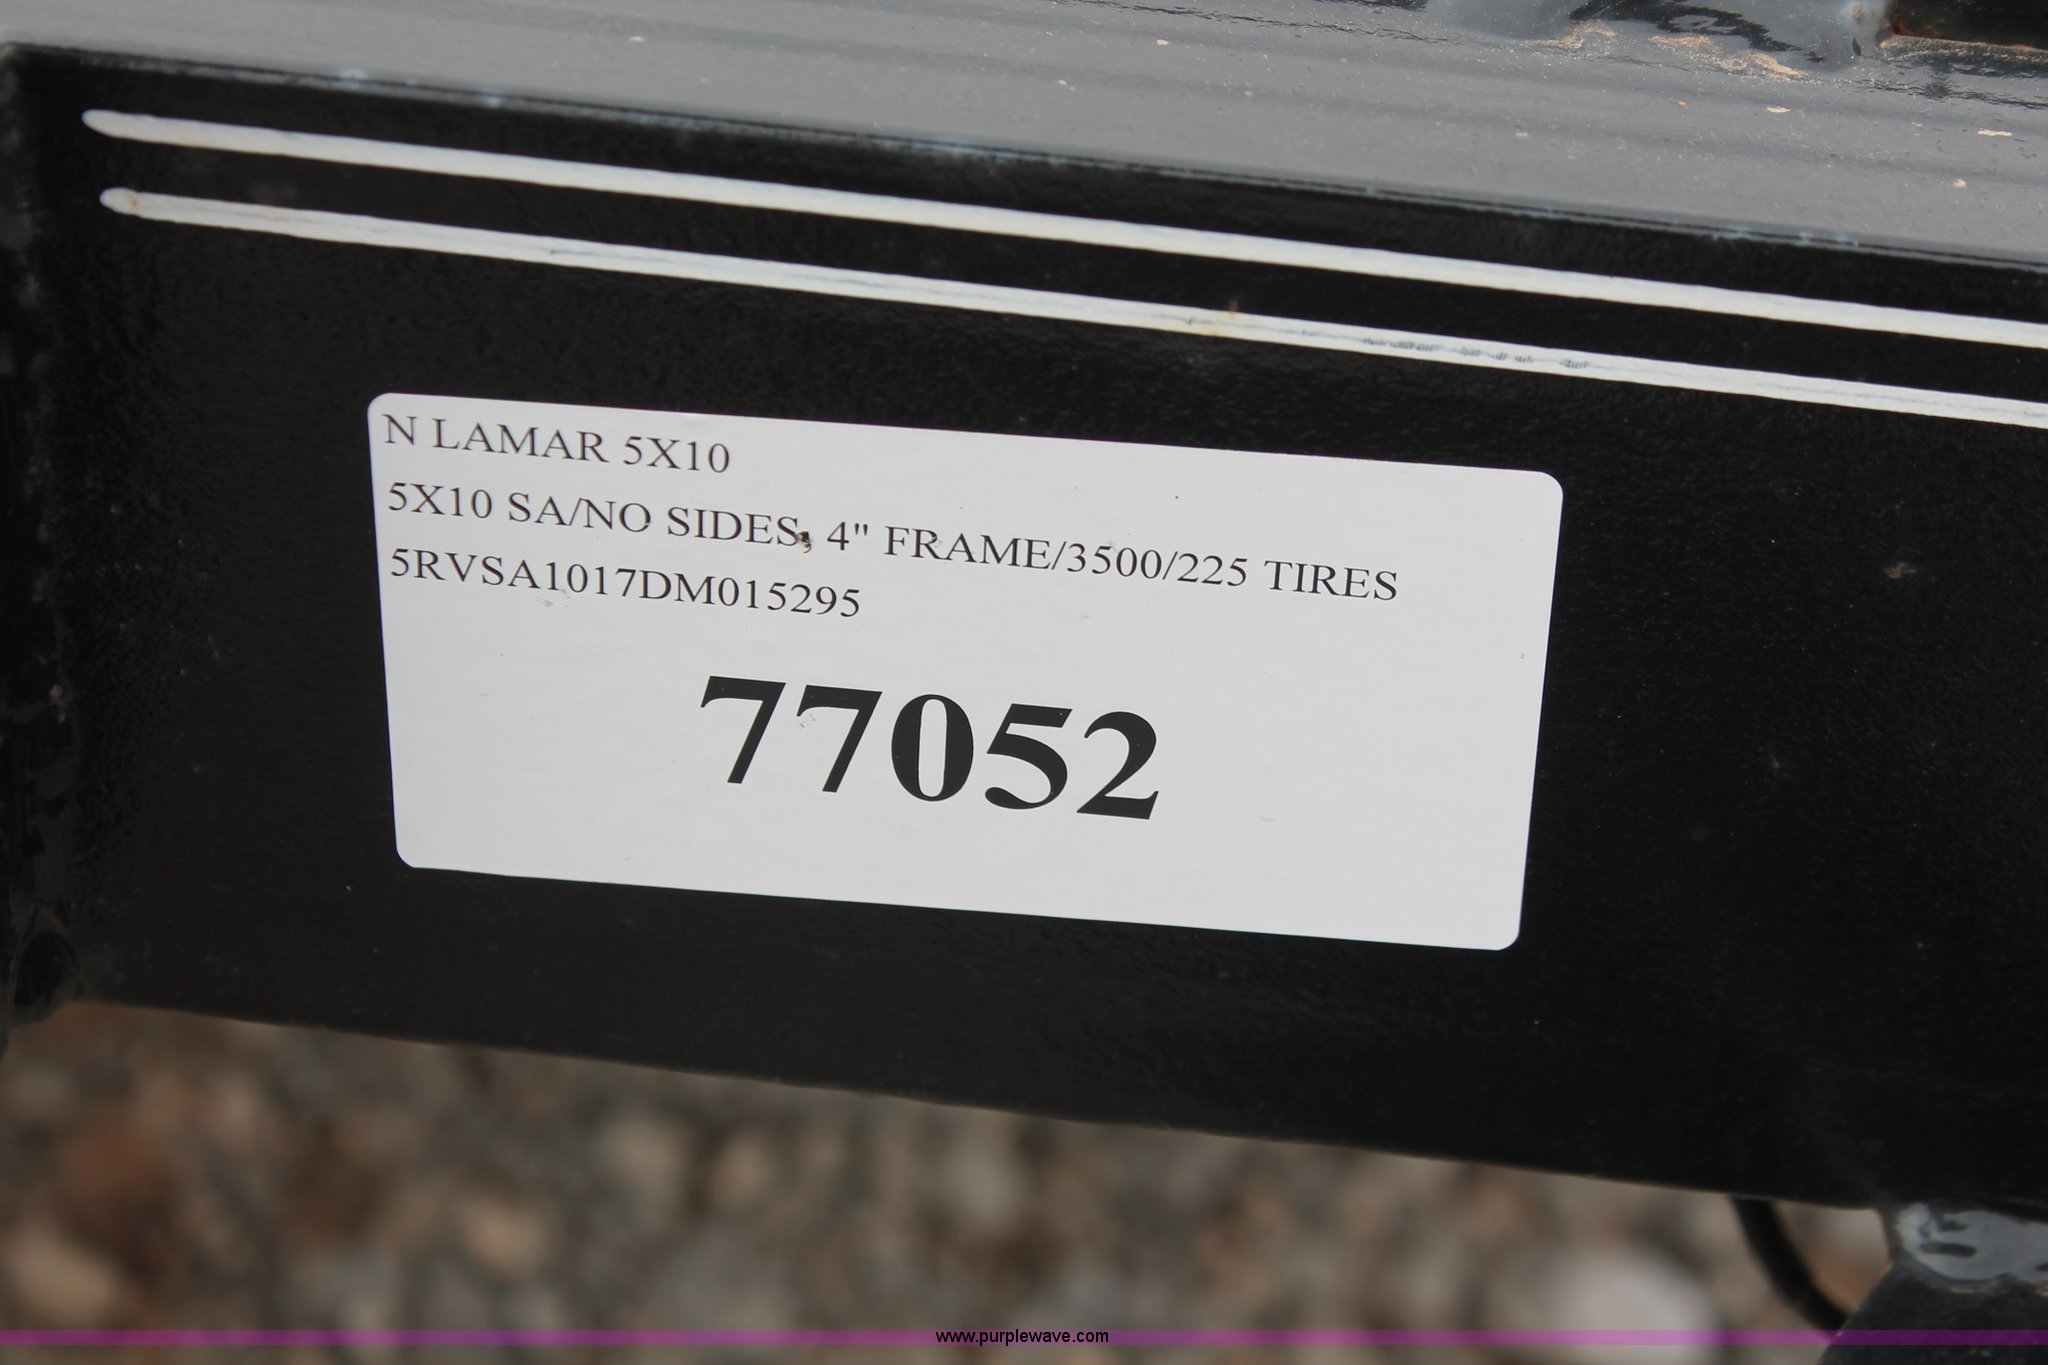 N LAMAR 5X10
5X10 SA/NO SIDES, 4" FRAME/3500/225 TIRES
5RVSA1017DM015295
77052
www.purplewave.com